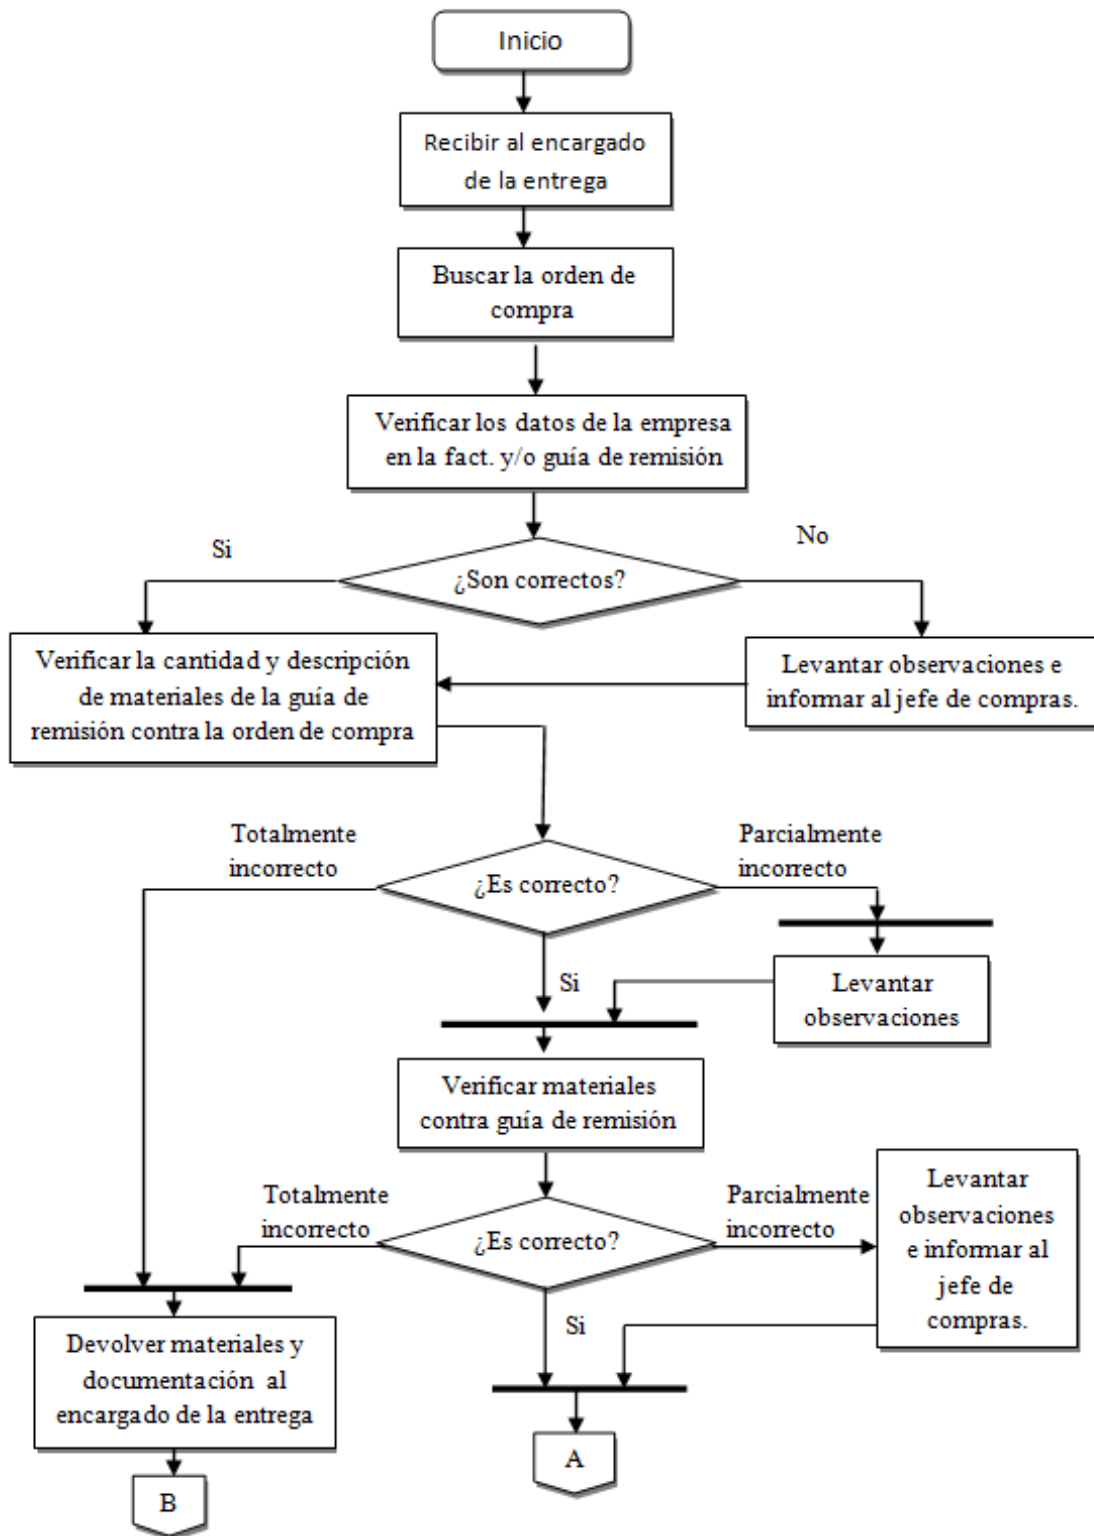 Inicio
Recibir al encargado
de la entrega
Buscar la orden de
compra
Verificar los datos de la empresa
en la fact. y/o guía de remisión
Si
No
¿Son correctos?
Verificar la cantidad y descripción
de materiales de la guía de
remisión contra la orden de compra
Levantar observaciones e
informar al jefe de compras.
Totalmente
incorrecto
Parcialmente
incorrecto
¿Es correcto?
Si
Levantar
observaciones
Verificar materiales
contra guía de remisión
Totalmente
incorrecto
Parcialmente
incorrecto
¿Es correcto?
Levantar
observaciones
e informar al
jefe de
compras.
Si
Devolver materiales y
documentación al
encargado de la entrega
A
B